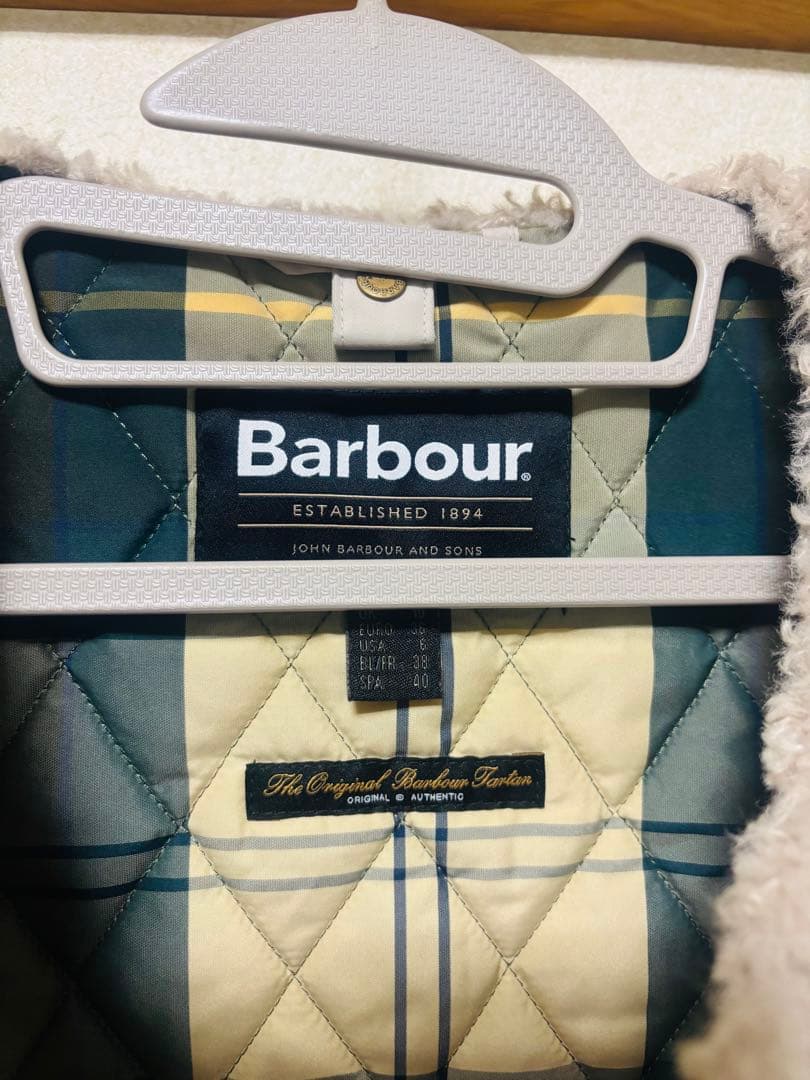 Barbour®
ESTABLISHED 1894
JOHN BARBOUR AND SONS
EURO 36
USA 6
BL/FR 38
SPA 40
The Original Barbour Tartan
ORIGINAL © AUTHENTIC